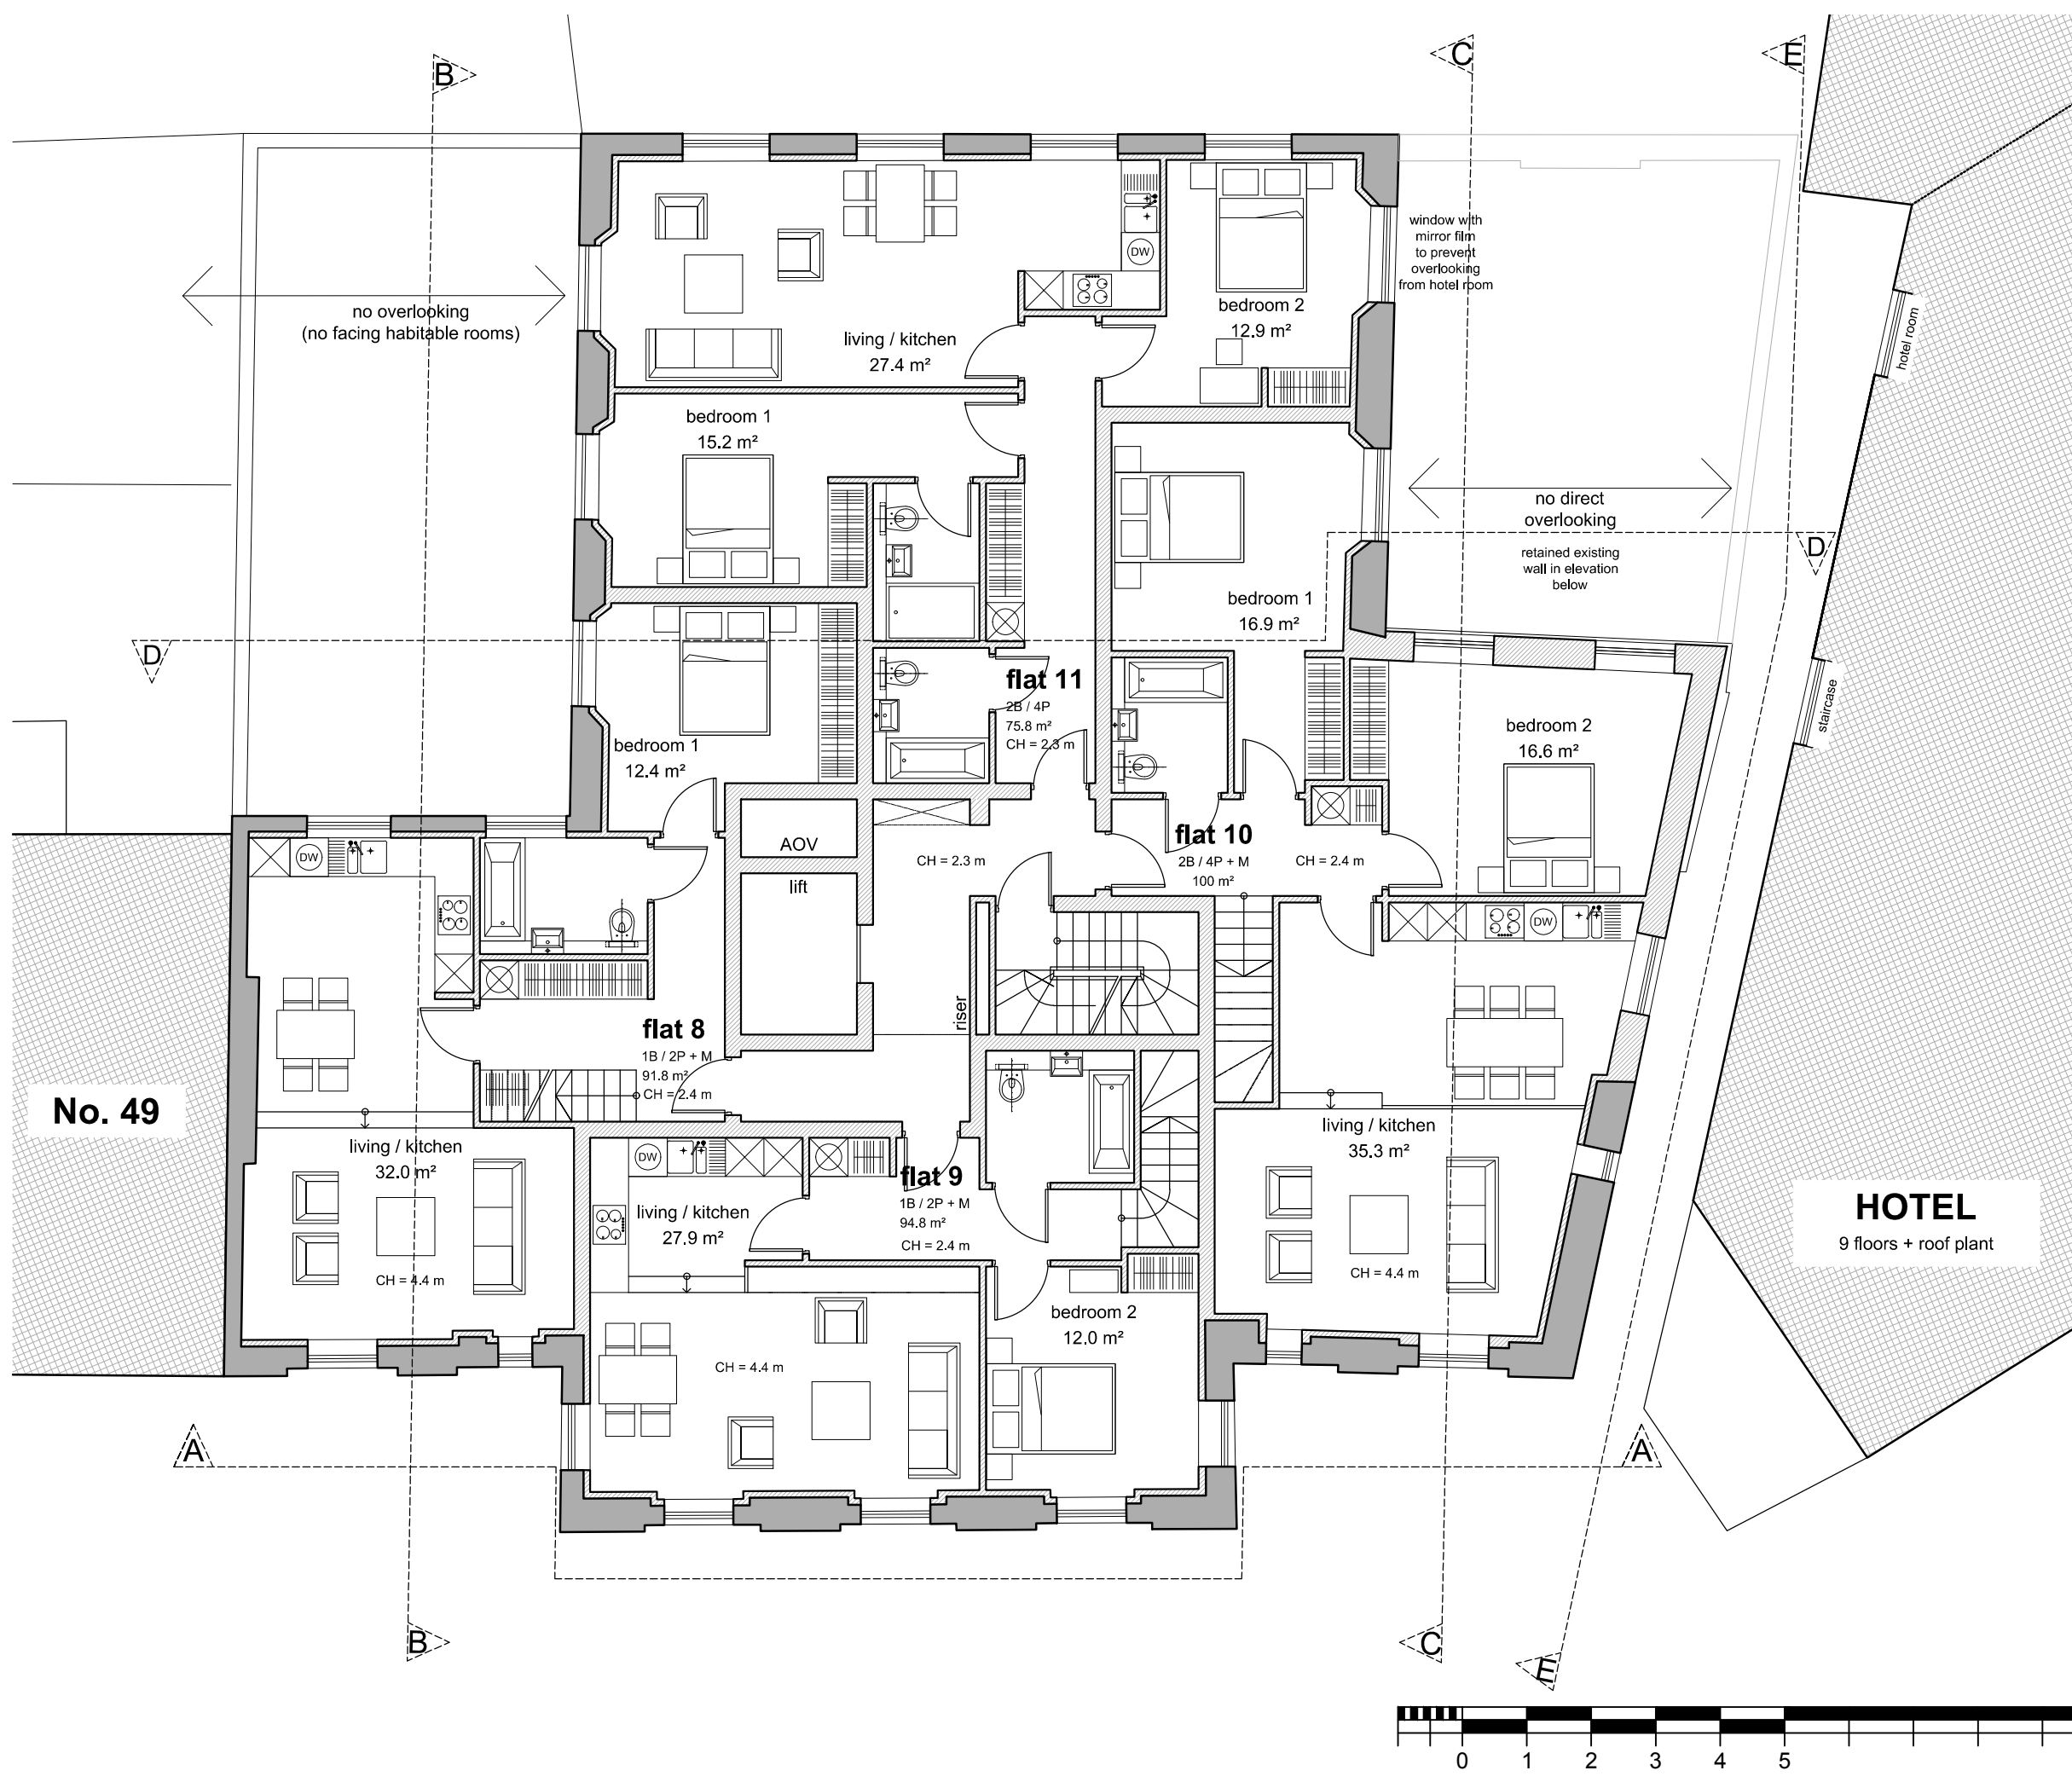 B
C
E
window with
mirror film
to prevent
overlooking
from hotel room
no overlooking
(no facing habitable rooms)
living / kitchen
27.4 m²
DW
bedroom 2
12.9 m²
hotel room
bedroom 1
15.2 m²
no direct
overlooking
retained existing
wall in elevation
below
D
bedroom 1
16.9 m²
D
flat 11
2B / 4P
75.8 m²
CH = 2.3 m
staircase
bedroom 2
16.6 m²
bedroom 1
12.4 m²
AOV
lift
CH = 2.3 m
flat 10
2B / 4P + M
100 m²
CH = 2.4 m
DW
DW
riser
flat 8
1B / 2P + M
91.8 m²
CH = 2.4 m
No. 49
living / kitchen
32.0 m²
CH = 4.4 m
DW
flat 9
1B / 2P + M
94.8 m²
CH = 2.4 m
living / kitchen
27.9 m²
CH = 4.4 m
living / kitchen
35.3 m²
CH = 4.4 m
HOTEL
9 floors + roof plant
bedroom 2
12.0 m²
A
A
B
C
E
0 1 2 3 4 5